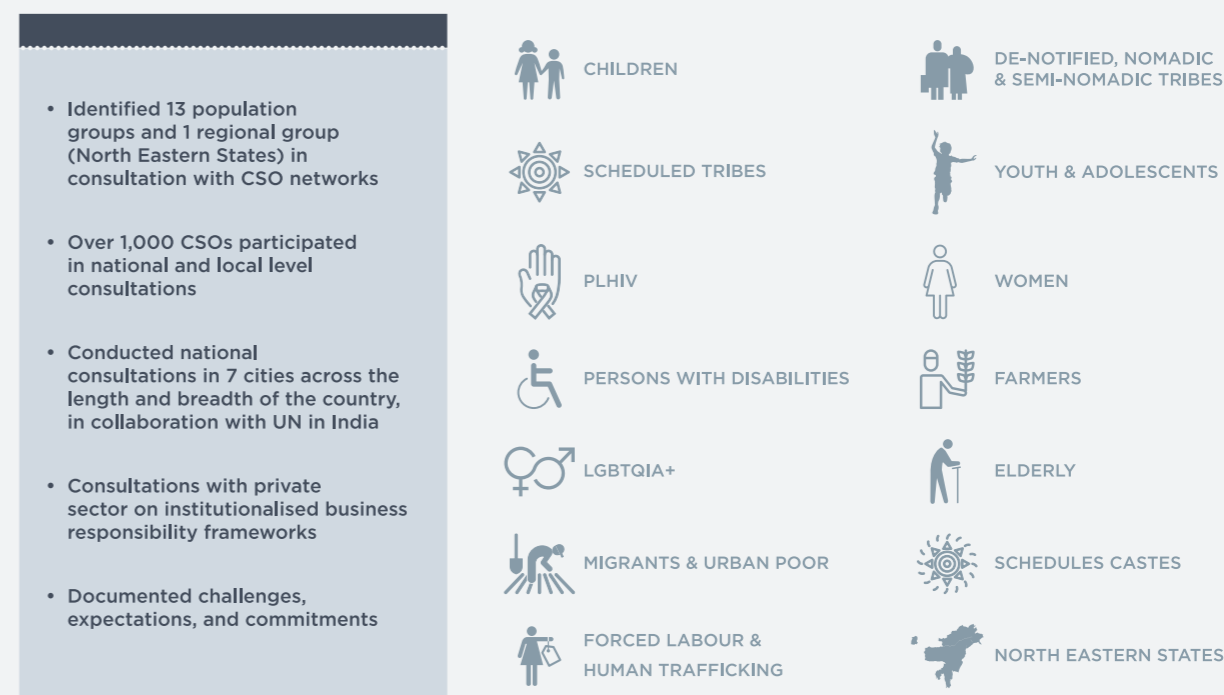 • Identified 13 population
groups and 1 regional group
(North Eastern States) in
consultation with CSO networks
• Over 1,000 CSOs participated
in national and local level
consultations
• Conducted national
consultations in 7 cities across the
length and breadth of the country,
in collaboration with UN in India
• Consultations with private
sector on institutionalised business
responsibility frameworks
• Documented challenges,
expectations, and commitments
CHILDREN
SCHEDULED TRIBES
PLHIV
PERSONS WITH DISABILITIES
LGBTQIA+
MIGRANTS & URBAN POOR
FORCED LABOUR &
HUMAN TRAFFICKING
DE-NOTIFIED, NOMADIC
& SEMI-NOMADIC TRIBES
YOUTH & ADOLESCENTS
WOMEN
FARMERS
ELDERLY
SCHEDULES CASTES
NORTH EASTERN STATES